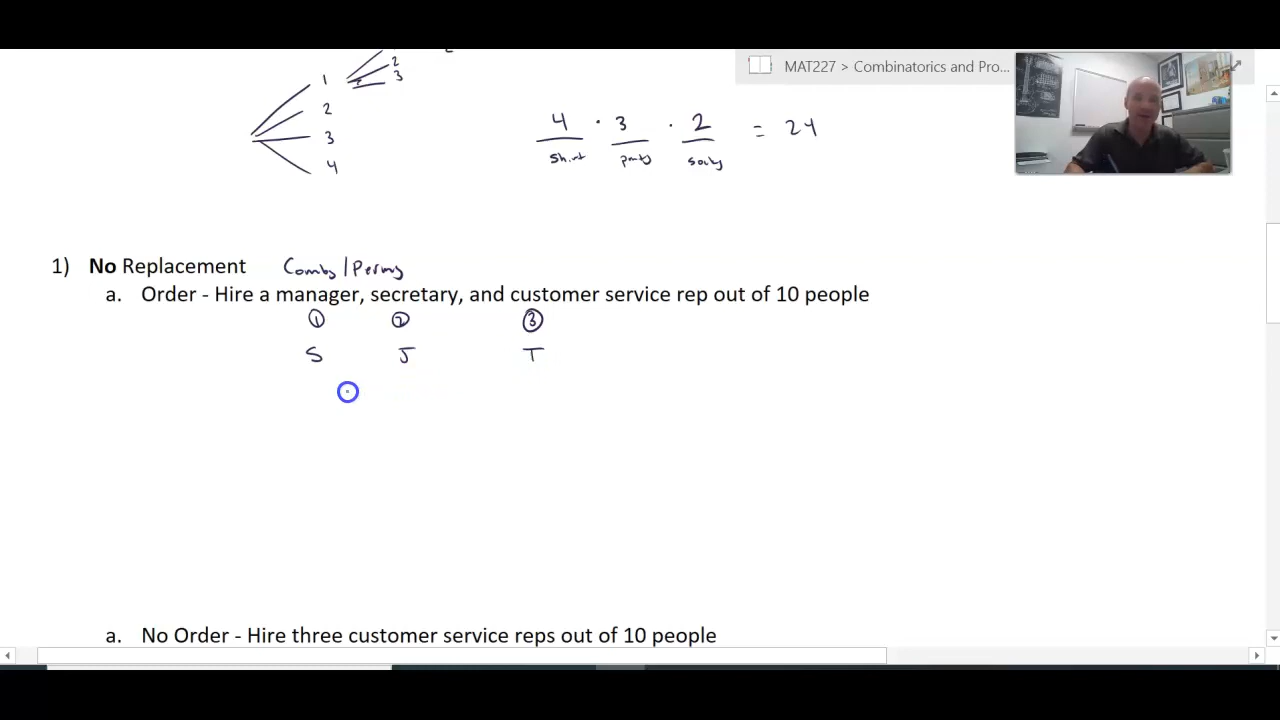 2
2
1 3
2
3
4
MAT227 > Combinatorics and Pro...
4 · 3 · 2 = 24
shirt pants socks
1) No Replacement Combs/Perms
a. Order - Hire a manager, secretary, and customer service rep out of 10 people
① ② ③
S J T
a. No Order - Hire three customer service reps out of 10 people